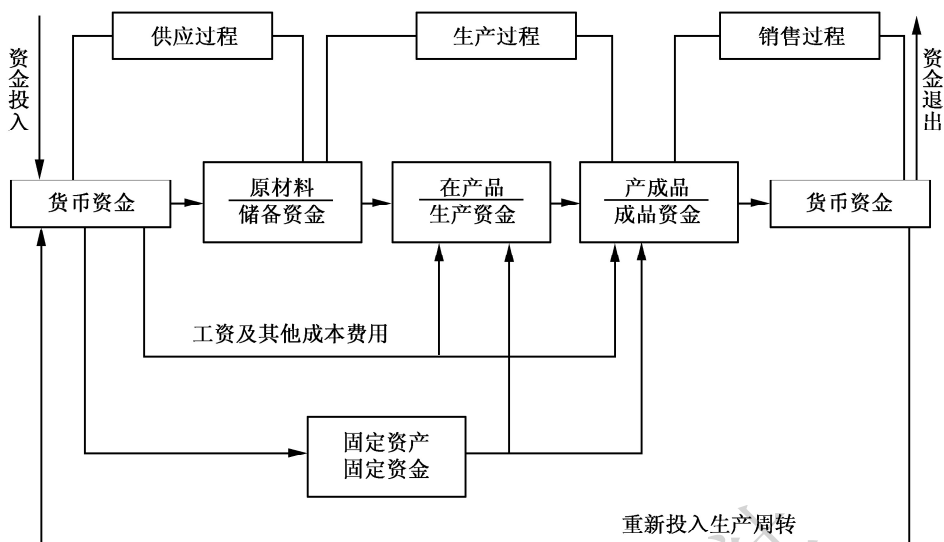 供应过程
生产过程
销售过程
资金投入
资金退出
货币资金
原材料
储备资金
在产品
生产资金
产成品
成品资金
货币资金
工资及其他成本费用
固定资产
固定资金
重新投入生产周转